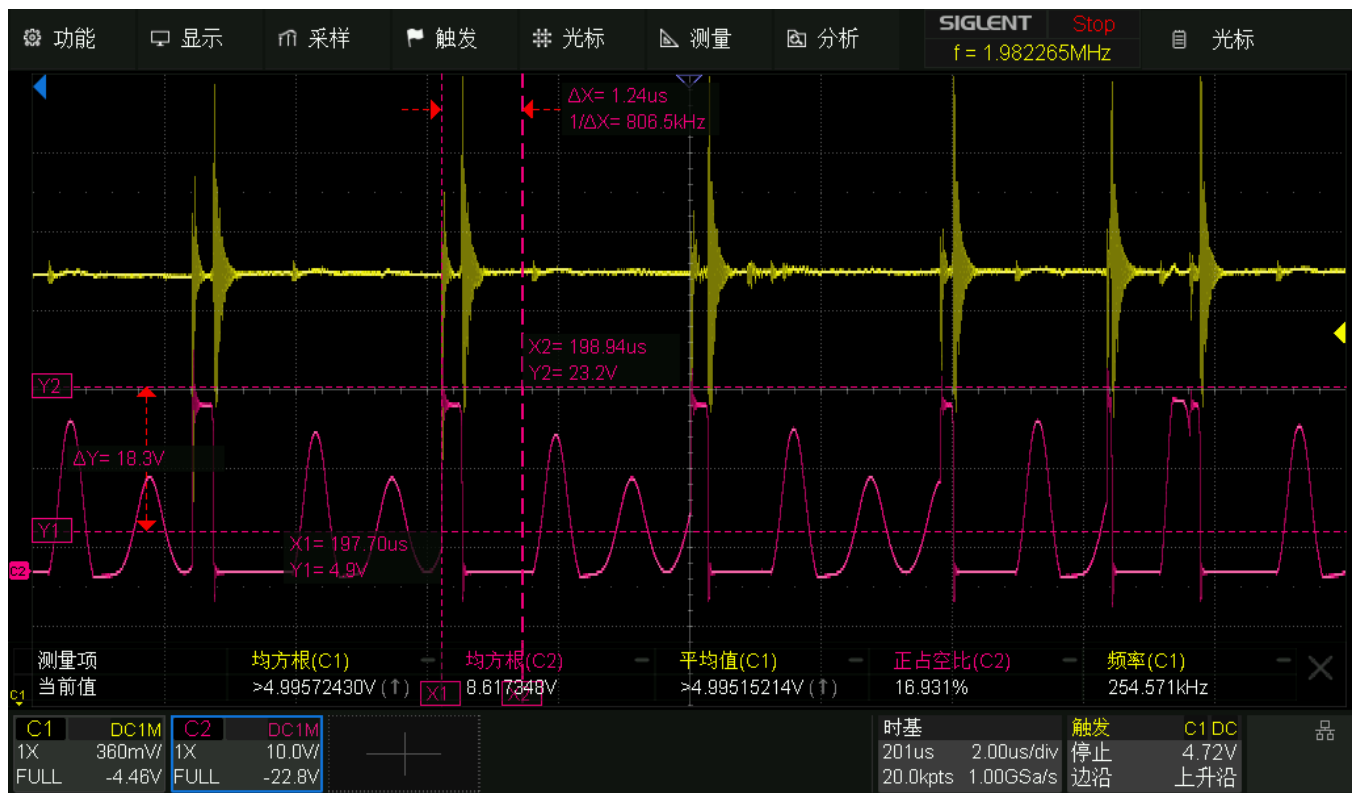 功能 显示 采样 触发 光标 测量 分析 SIGLENT Stop 光标
f = 1.982265MHz
ΔX= 1.24us
1/ΔX= 806.5kHz
X2= 198.94us
Y2= 23.2V
Y2
ΔY= 18.3V
Y1
X1= 197.70us
Y1= 4.9V
C2
测量项 均方根(C1) 均方根(C2) 平均值(C1) 正占空比(C2) 频率(C1)
当前值 >4.99572430V (↑) 8.617348V >4.99515214V (↑) 16.931% 254.571kHz
C1
X1 X2
C1 DC1M C2 DC1M 时基 触发 C1 DC
1X 360mV/ 1X 10.0V/ 201us 2.00us/div 停止 4.72V
FULL -4.46V FULL -22.8V 20.0kpts 1.00GSa/s 边沿 上升沿